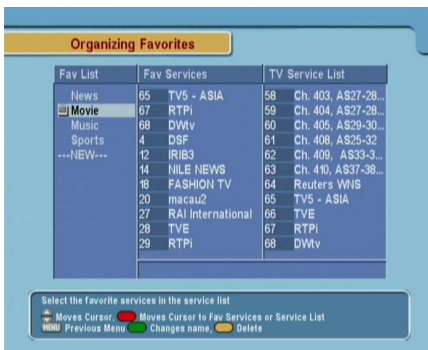 Organizing Favorites
Fav List
News
Movie
Music
Sports
---NEW---
Fav Services
65 TV5 - ASIA
67 RTPi
68 DWtv
4 DSF
12 IRIB3
14 NILE NEWS
18 FASHION TV
20 macau2
27 RAI International
28 TVE
29 RTPi
TV Service List
58 Ch. 403, AS27-28...
59 Ch. 404, AS27-28...
60 Ch. 405, AS29-30...
61 Ch. 408, AS25-32
62 Ch. 409, AS33-3...
63 Ch. 410, AS37-38...
64 Reuters WNS
65 TV5 - ASIA
66 TVE
67 RTPi
68 DWtv
Select the favorite services in the service list
Moves Cursor, Moves Cursor to Fav Services or Service List
MENU Previous Menu Changes name, Delete